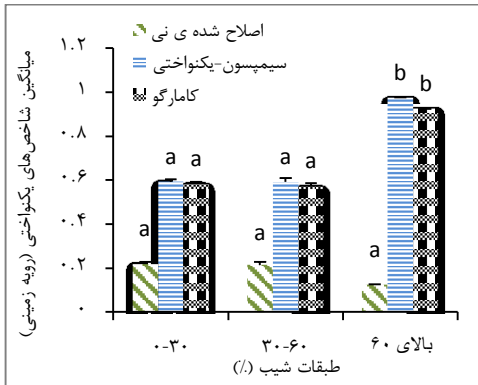 اصلاح شده ی نی
سیمپسون-یکنواختی
کامارگو
میانگین شاخص‌های یکنواختی (رویه زمینی)
۱.۲
۱
۰.۸
۰.۶
۰.۴
۰.۲
۰
a a a
a a a
a b b
۰-۳۰ ۳۰-۶۰ بالای ۶۰
طبقات شیب (٪)